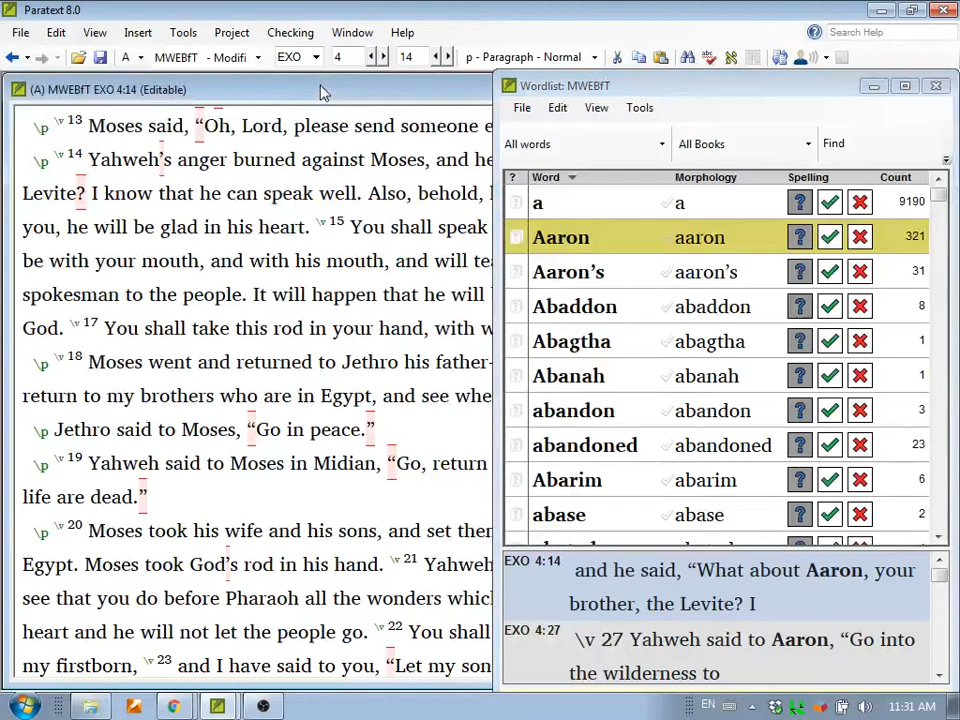 Paratext 8.0
File Edit View Insert Tools Project Checking Window Help
Search Help
A MWEBfT - Modifi EXO 4 14 p - Paragraph - Normal
(A) MWEBfT EXO 4:14 (Editable)
\p \v 13 Moses said, “Oh, Lord, please send someone e
\p \v 14 Yahweh’s anger burned against Moses, and he
Levite? I know that he can speak well. Also, behold,
you, he will be glad in his heart. \v 15 You shall speak
be with your mouth, and with his mouth, and will tea
spokesman to the people. It will happen that he will
God. \v 17 You shall take this rod in your hand, with w
\p \v 18 Moses went and returned to Jethro his father-
return to my brothers who are in Egypt, and see whe
\p Jethro said to Moses, “Go in peace.”
\p \v 19 Yahweh said to Moses in Midian, “Go, return
life are dead.”
\p \v 20 Moses took his wife and his sons, and set them
Egypt. Moses took God’s rod in his hand. \v 21 Yahweh
see that you do before Pharaoh all the wonders which
heart and he will not let the people go. \v 22 You shall
my firstborn, \v 23 and I have said to you, “Let my son
Wordlist: MWEBfT
File Edit View Tools
All words All Books Find
? Word Morphology Spelling Count
a a 9190
Aaron aaron 321
Aaron’s aaron’s 31
Abaddon abaddon 8
Abagtha abagtha 1
Abanah abanah 1
abandon abandon 3
abandoned abandoned 23
Abarim abarim 6
abase abase 2
EXO 4:14 and he said, “What about Aaron, your
brother, the Levite? I
EXO 4:27 \v 27 Yahweh said to Aaron, “Go into
the wilderness to
EN 11:31 AM